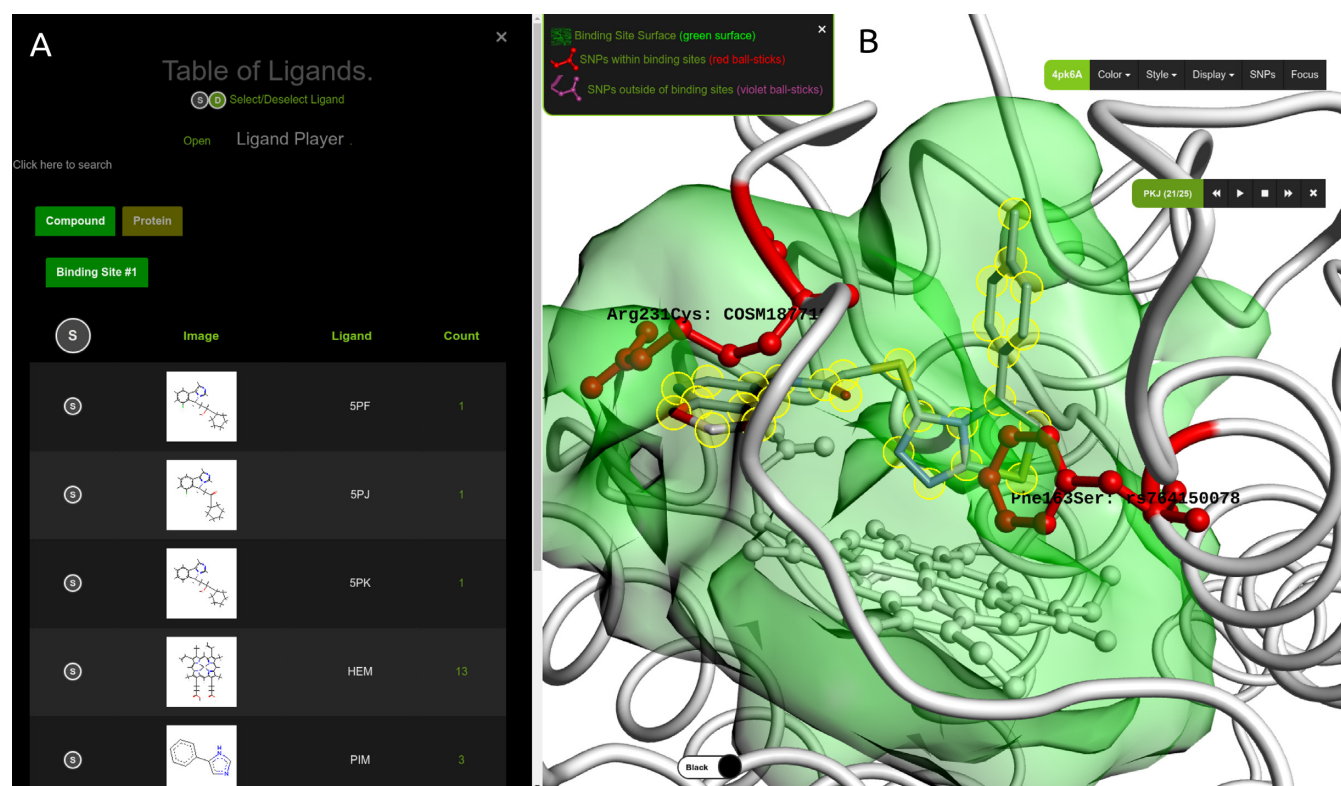 A
×
Table of Ligands.
S D Select/Deselect Ligand
Open Ligand Player .
Click here to search
Compound Protein
Binding Site #1
S Image Ligand Count
S 5PF 1
S 5PJ 1
S 5PK 1
S HEM 13
S PIM 3
Binding Site Surface (green surface)
×
SNPs within binding sites (red ball-sticks)
SNPs outside of binding sites (violet ball-sticks)
B
4pk6A Color Style Display SNPs Focus
PKJ (21/25)
Arg231Cys:
Phe163Ser: rs764150078
Black